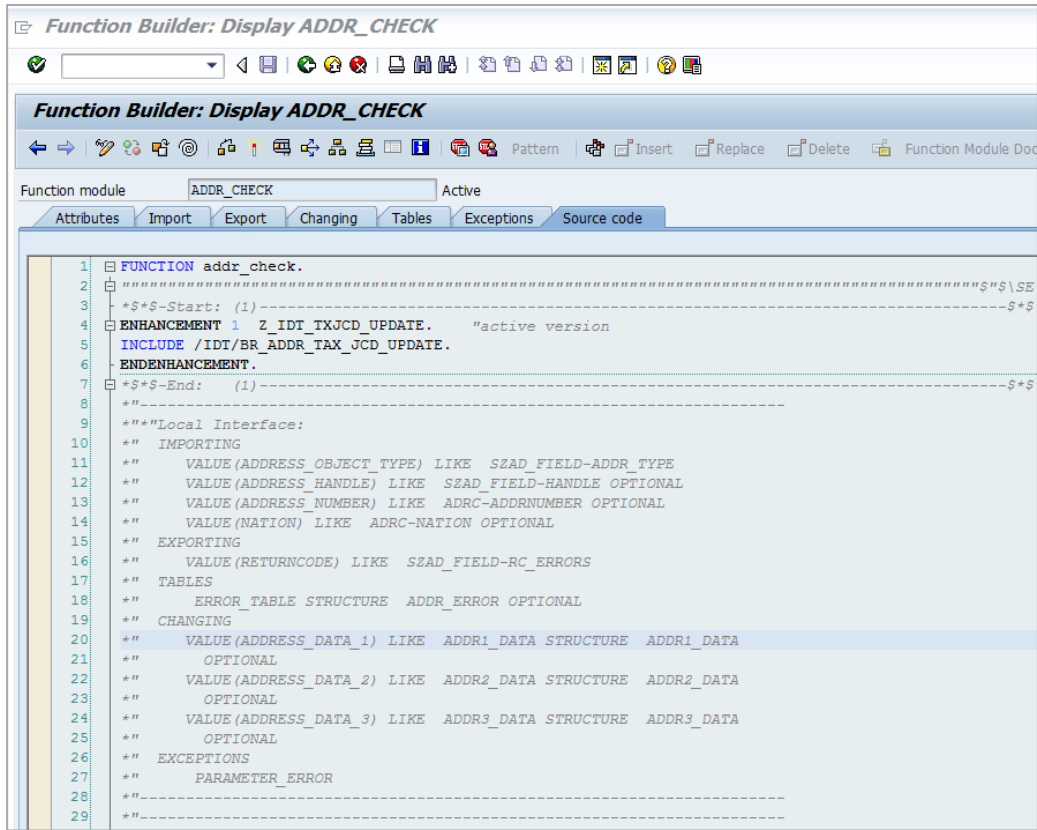 Function Builder: Display ADDR_CHECK
Function Builder: Display ADDR_CHECK
Pattern Insert Replace Delete Function Module Doc
Function module ADDR_CHECK Active
Attributes Import Export Changing Tables Exceptions Source code
1 FUNCTION addr_check.
2 """""""""""""""""""""""""""""""""""""""""""""""""""""""""""""""""""""""""""""""""""""""""""""$"$\SE
3 *$*$-Start: (1)---------------------------------------------------------------------------------$*$
4 ENHANCEMENT 1  Z_IDT_TXJCD_UPDATE.    "active version
5 INCLUDE /IDT/BR_ADDR_TAX_JCD_UPDATE.
6 ENDENHANCEMENT.
7 *$*$-End:   (1)---------------------------------------------------------------------------------$*$
8 *"----------------------------------------------------------------------
9 *"*"Local Interface:
10 *"  IMPORTING
11 *"     VALUE(ADDRESS_OBJECT_TYPE) LIKE  SZAD_FIELD-ADDR_TYPE
12 *"     VALUE(ADDRESS_HANDLE) LIKE  SZAD_FIELD-HANDLE OPTIONAL
13 *"     VALUE(ADDRESS_NUMBER) LIKE  ADRC-ADDRNUMBER OPTIONAL
14 *"     VALUE(NATION) LIKE  ADRC-NATION OPTIONAL
15 *"  EXPORTING
16 *"     VALUE(RETURNCODE) LIKE  SZAD_FIELD-RC_ERRORS
17 *"  TABLES
18 *"      ERROR_TABLE STRUCTURE  ADDR_ERROR OPTIONAL
19 *"  CHANGING
20 *"     VALUE(ADDRESS_DATA_1) LIKE  ADDR1_DATA STRUCTURE  ADDR1_DATA
21 *"       OPTIONAL
22 *"     VALUE(ADDRESS_DATA_2) LIKE  ADDR2_DATA STRUCTURE  ADDR2_DATA
23 *"       OPTIONAL
24 *"     VALUE(ADDRESS_DATA_3) LIKE  ADDR3_DATA STRUCTURE  ADDR3_DATA
25 *"       OPTIONAL
26 *"  EXCEPTIONS
27 *"      PARAMETER_ERROR
28 *"----------------------------------------------------------------------
29 *"----------------------------------------------------------------------